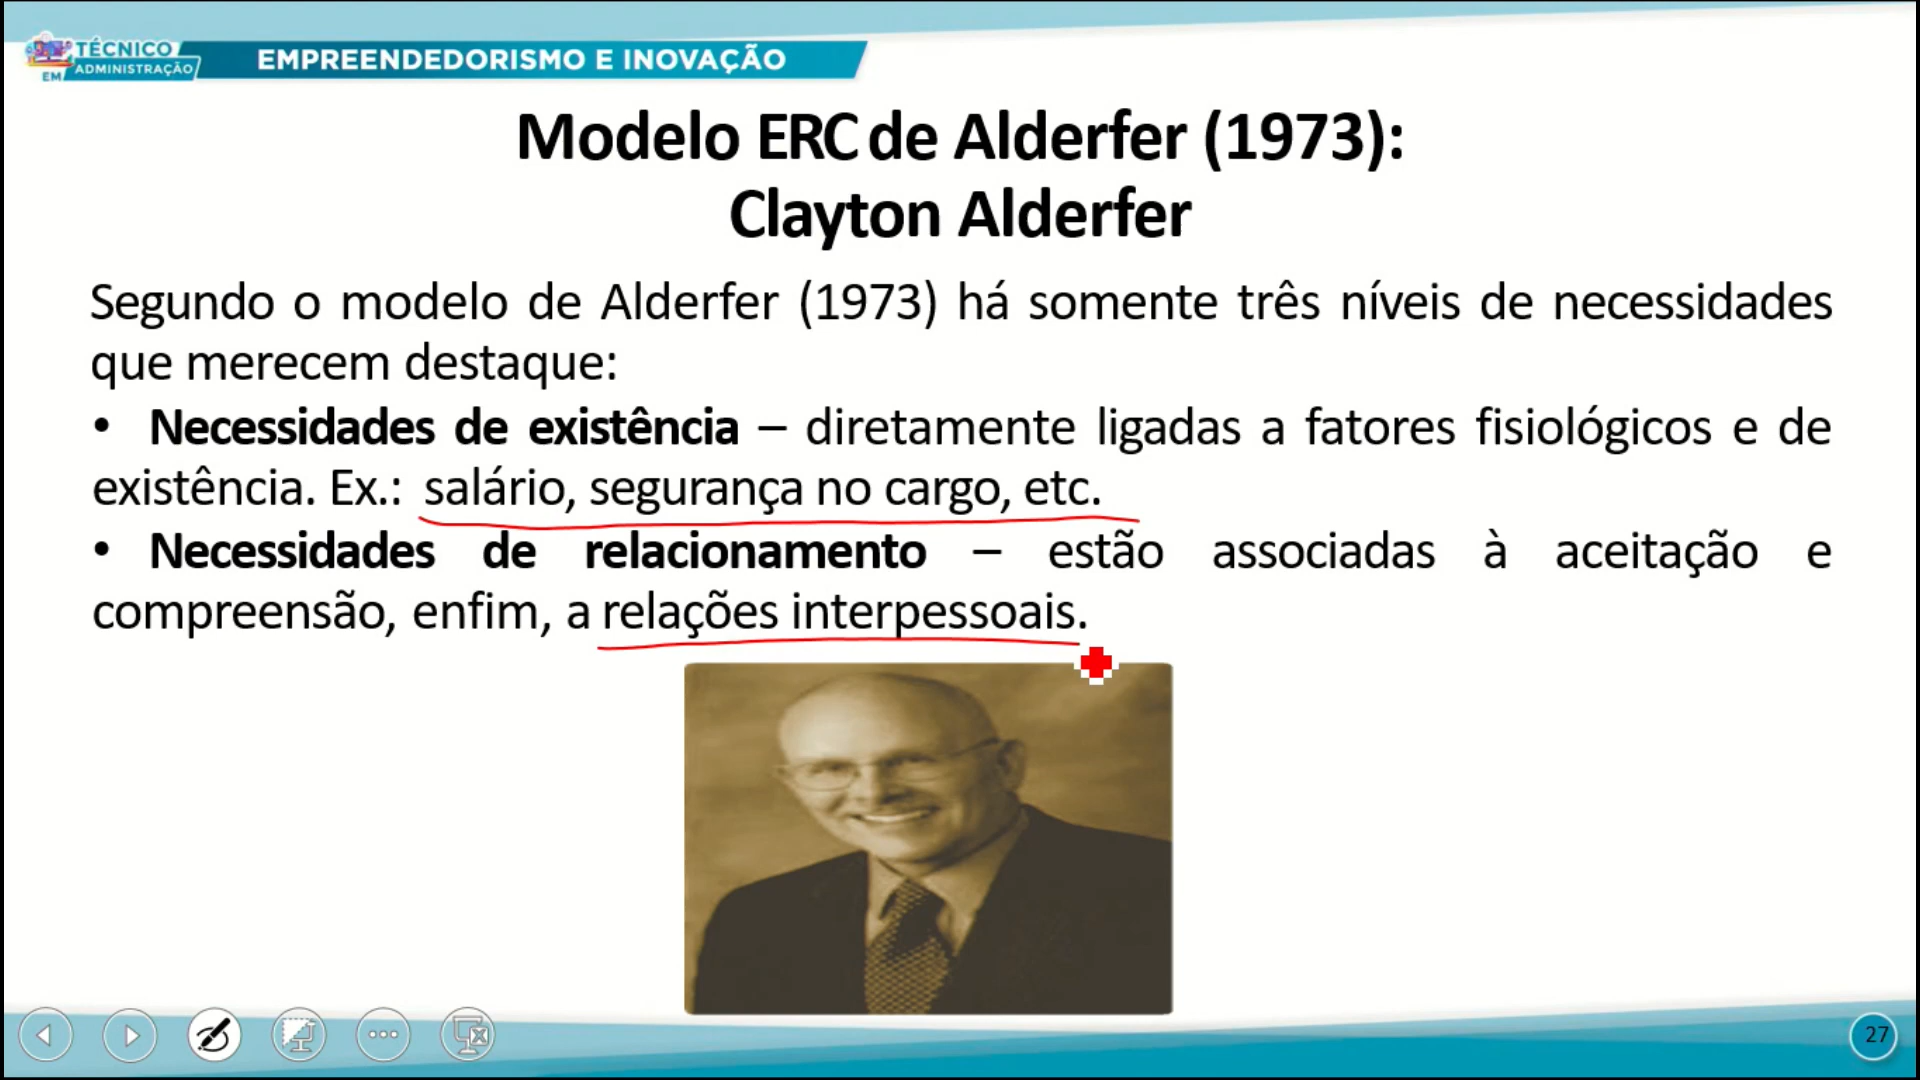 TÉCNICO
EM ADMINISTRAÇÃO
EMPREENDEDORISMO E INOVAÇÃO
Modelo ERC de Alderfer (1973):
Clayton Alderfer
Segundo o modelo de Alderfer (1973) há somente três níveis de necessidades
que merecem destaque:
• Necessidades de existência – diretamente ligadas a fatores fisiológicos e de
existência. Ex.: salário, segurança no cargo, etc.
• Necessidades de relacionamento – estão associadas à aceitação e
compreensão, enfim, a relações interpessoais.
27